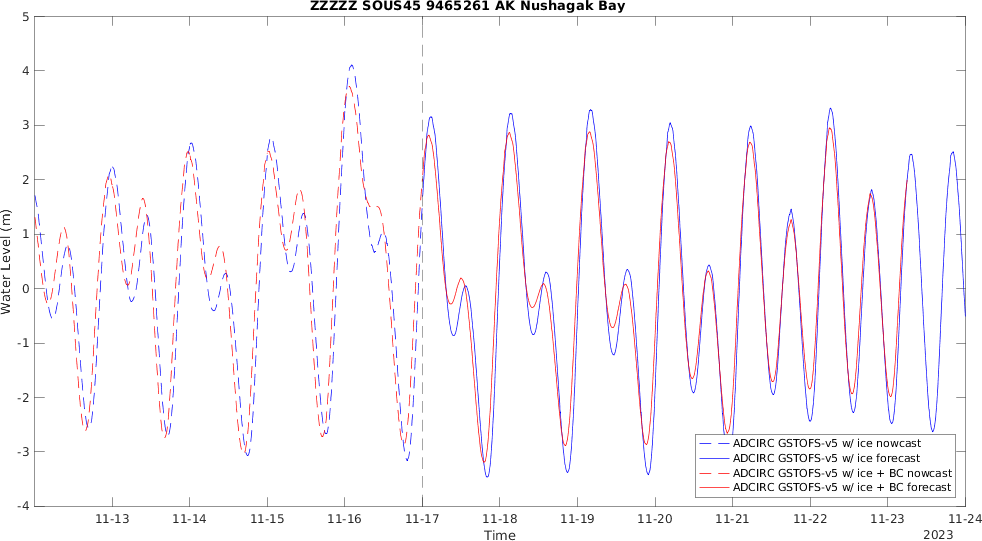 ZZZZZ SOUS45 9465261 AK Nushagak Bay
Water Level (m)
5
4
3
2
1
0
-1
-2
-3
-4
ADCIRC GSTOFS-v5 w/ ice nowcast
ADCIRC GSTOFS-v5 w/ ice forecast
ADCIRC GSTOFS-v5 w/ ice + BC nowcast
ADCIRC GSTOFS-v5 w/ ice + BC forecast
11-13 11-14 11-15 11-16 11-17 11-18 11-19 11-20 11-21 11-22 11-23 11-24
Time
2023